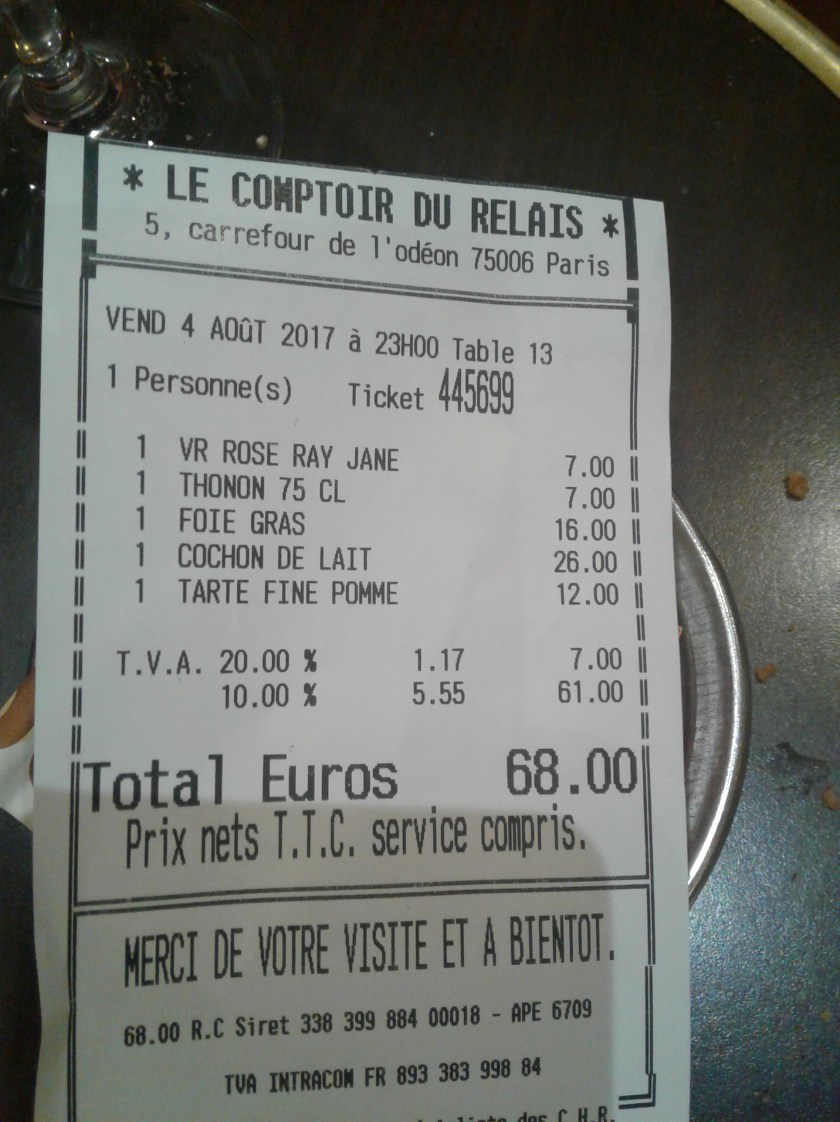 * LE COMPTOIR DU RELAIS *
5, carrefour de l'odéon 75006 Paris
VEND 4 AOûT 2017 à 23H00 Table 13
1 Personne(s) Ticket 445699
1 VR ROSE RAY JANE 7.00
1 THONON 75 CL 7.00
1 FOIE GRAS 16.00
1 COCHON DE LAIT 26.00
1 TARTE FINE POMME 12.00
T.V.A. 20.00 % 1.17 7.00
10.00 % 5.55 61.00
Total Euros 68.00
Prix nets T.T.C. service compris.
MERCI DE VOTRE VISITE ET A BIENTOT.
68.00 R.C Siret 338 399 884 00018 - APE 6709
TVA INTRACOM FR 893 383 998 84
des C.H.R.